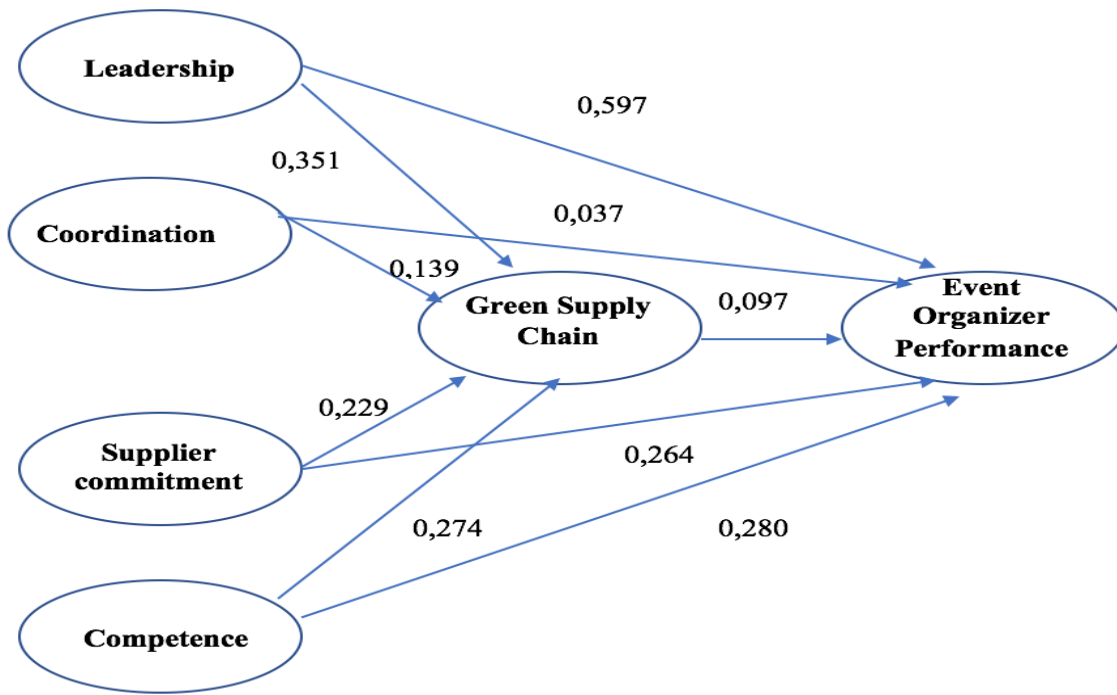 Leadership
0,597
0,351
0,037
Coordination
0,139
Green Supply
Chain
0,097
Event
Organizer
Performance
0,229
Supplier
commitment
0,264
0,274
0,280
Competence